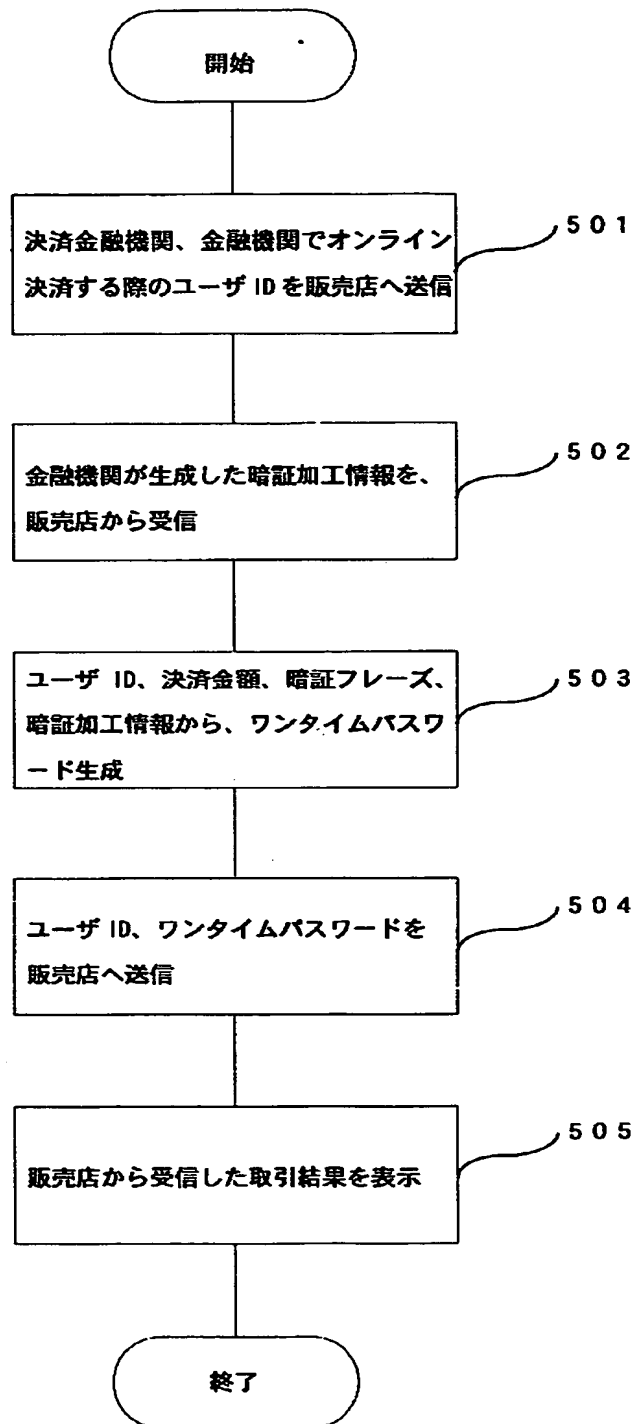 開始
決済金融機関、金融機関でオンライン
決済する際のユーザ ID を販売店へ送信
501
金融機関が生成した暗証加工情報を、
販売店から受信
502
ユーザ ID、決済金額、暗証フレーズ、
暗証加工情報から、ワンタイムパスワ
ード生成
503
ユーザ ID、ワンタイムパスワードを
販売店へ送信
504
販売店から受信した取引結果を表示
505
終了